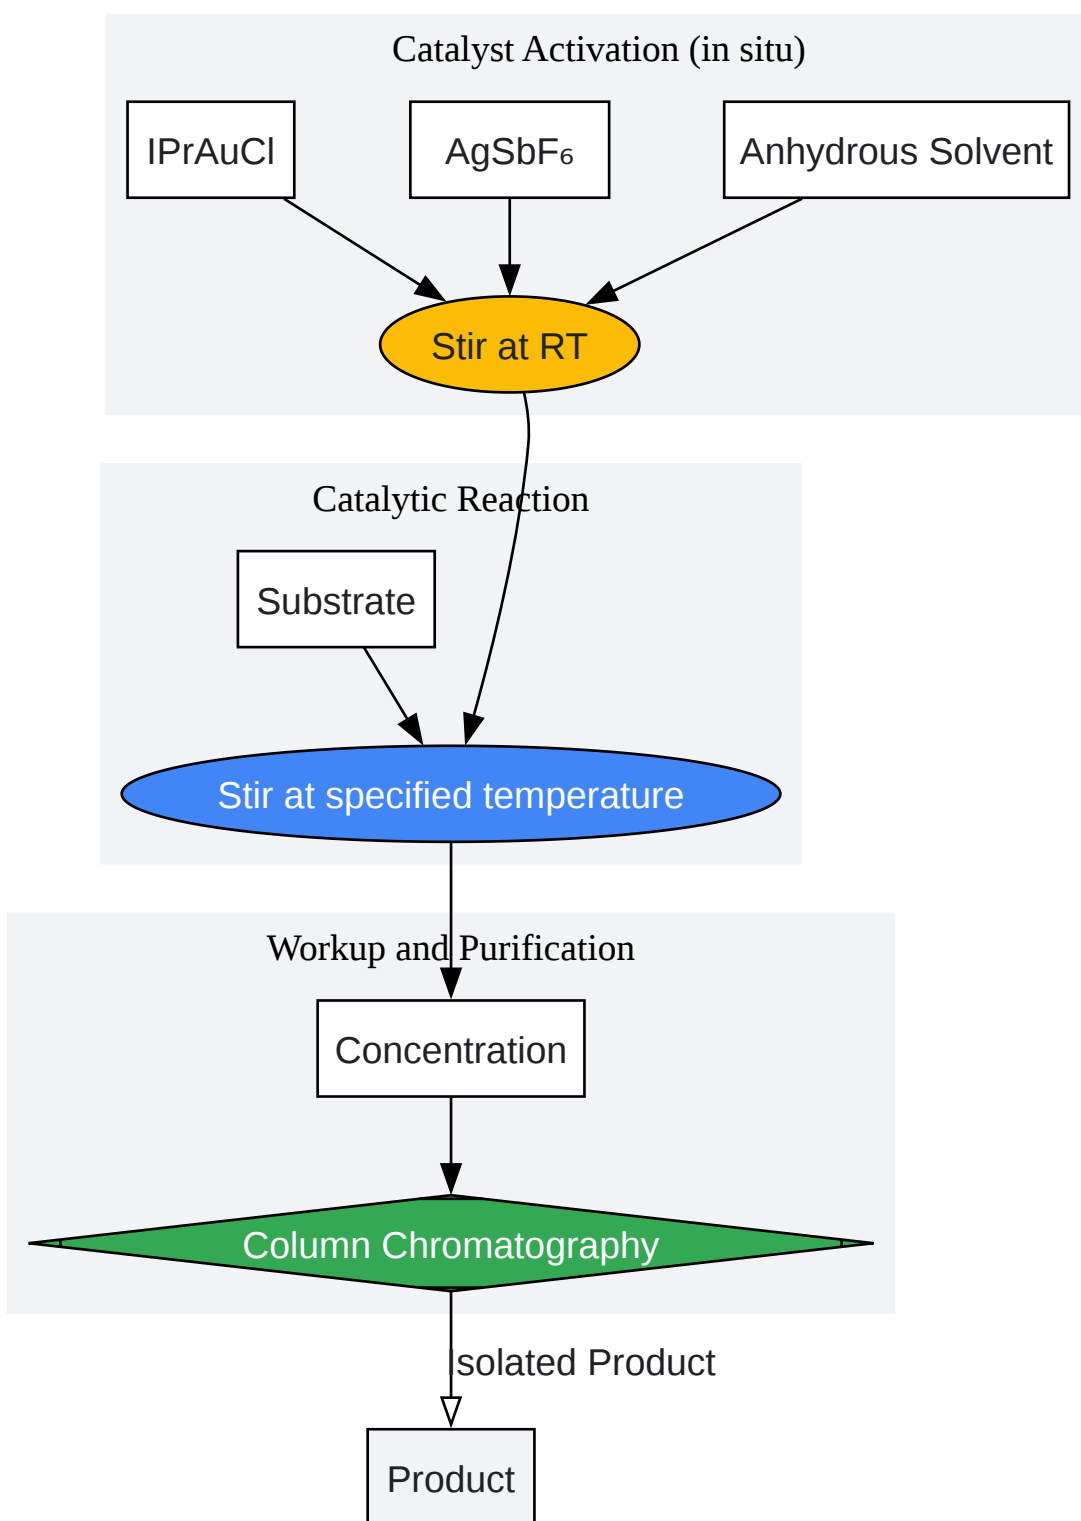 Catalyst Activation (in situ)
IPrAuCl
AgSbF₆
Anhydrous Solvent
Stir at RT
Catalytic Reaction
Substrate
Stir at specified temperature
Workup and Purification
Concentration
Column Chromatography
Isolated Product
Product